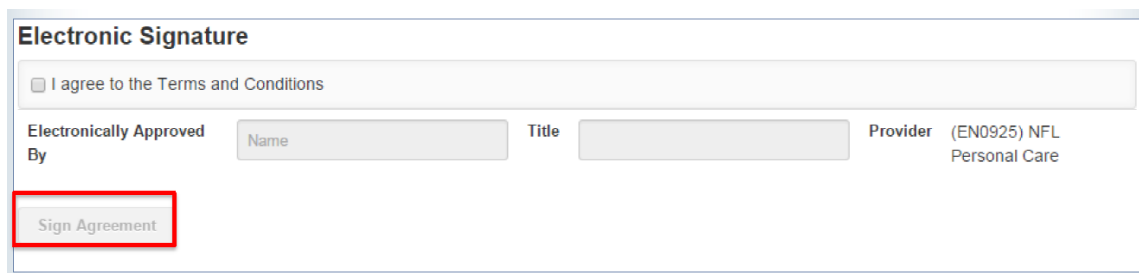 Electronic Signature
I agree to the Terms and Conditions
Electronically Approved By
Name
Title
Provider
(EN0925) NFL
Personal Care
Sign Agreement